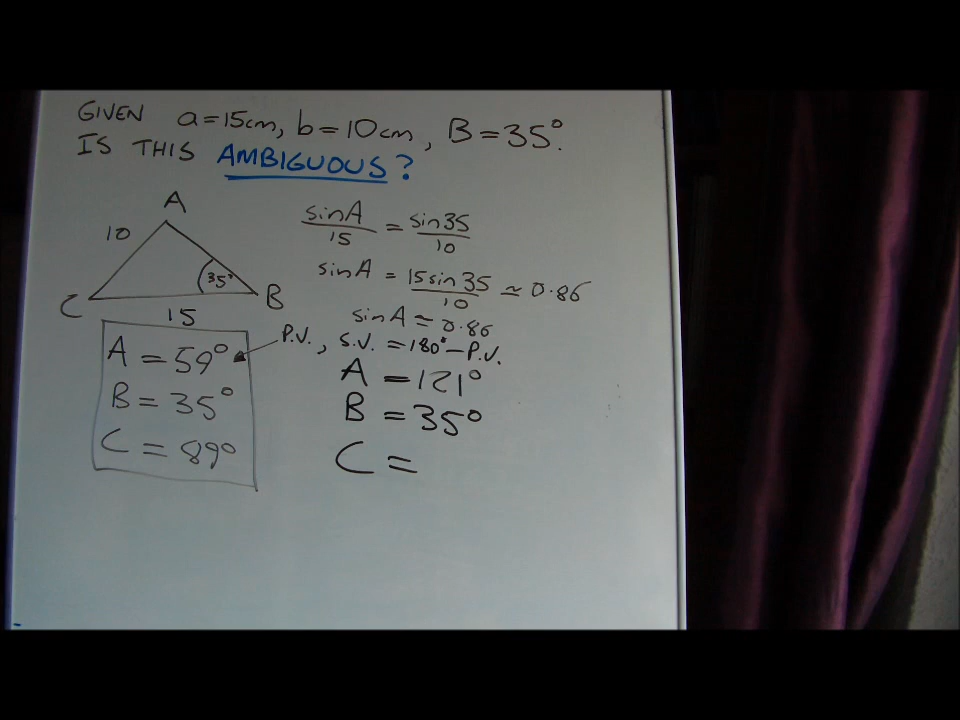 GIVEN a=15cm, b=10cm, B=35°.
IS THIS AMBIGUOUS?
A
10
35°
C
B
15
sinA/15 = sin35/10
sinA = 15sin35/10 ≈ 0.86
sinA ≈ 0.86
P.V., S.V. = 180°-P.V.
A = 59°
B = 35°
C = 89°
A = 121°
B = 35°
C =